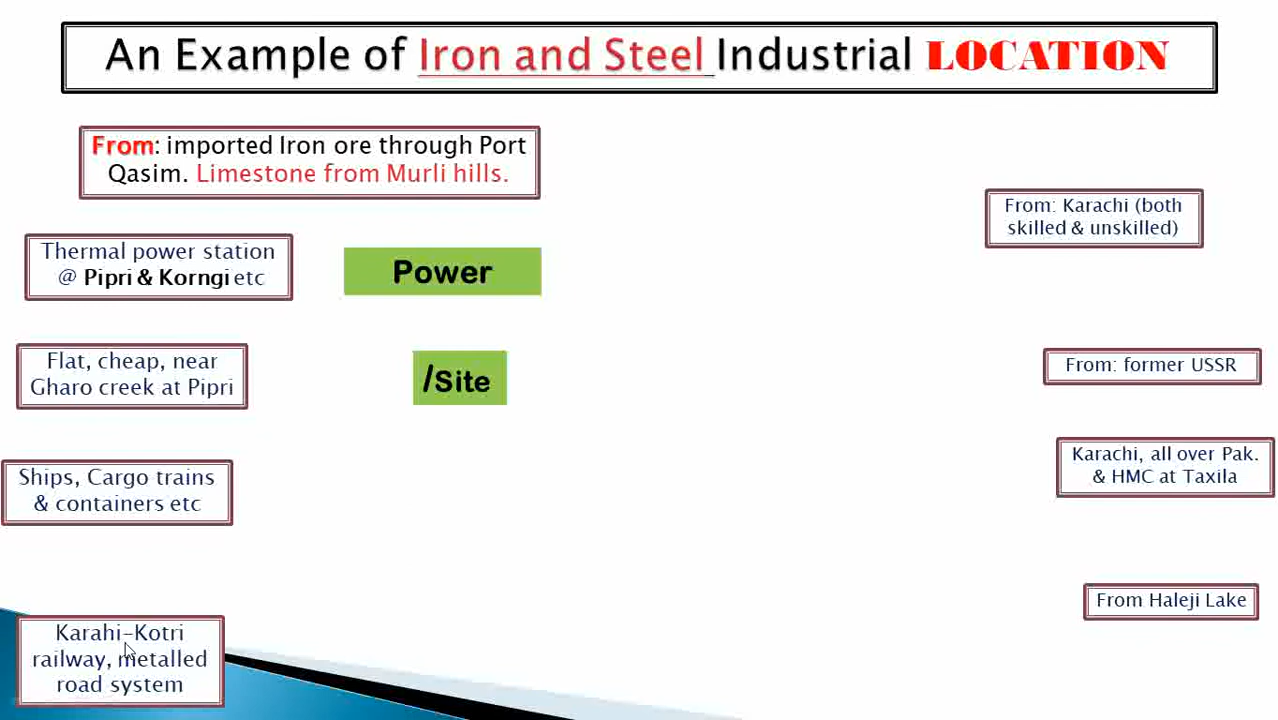 An Example of Iron and Steel Industrial LOCATION
From: imported Iron ore through Port
Qasim. Limestone from Murli hills.
From: Karachi (both
skilled & unskilled)
Thermal power station
@ Pipri & Korngi etc
Power
Flat, cheap, near
Gharo creek at Pipri
/Site
From: former USSR
Karachi, all over Pak.
& HMC at Taxila
Ships, Cargo trains
& containers etc
From Haleji Lake
Karahi-Kotri
railway, metalled
road system